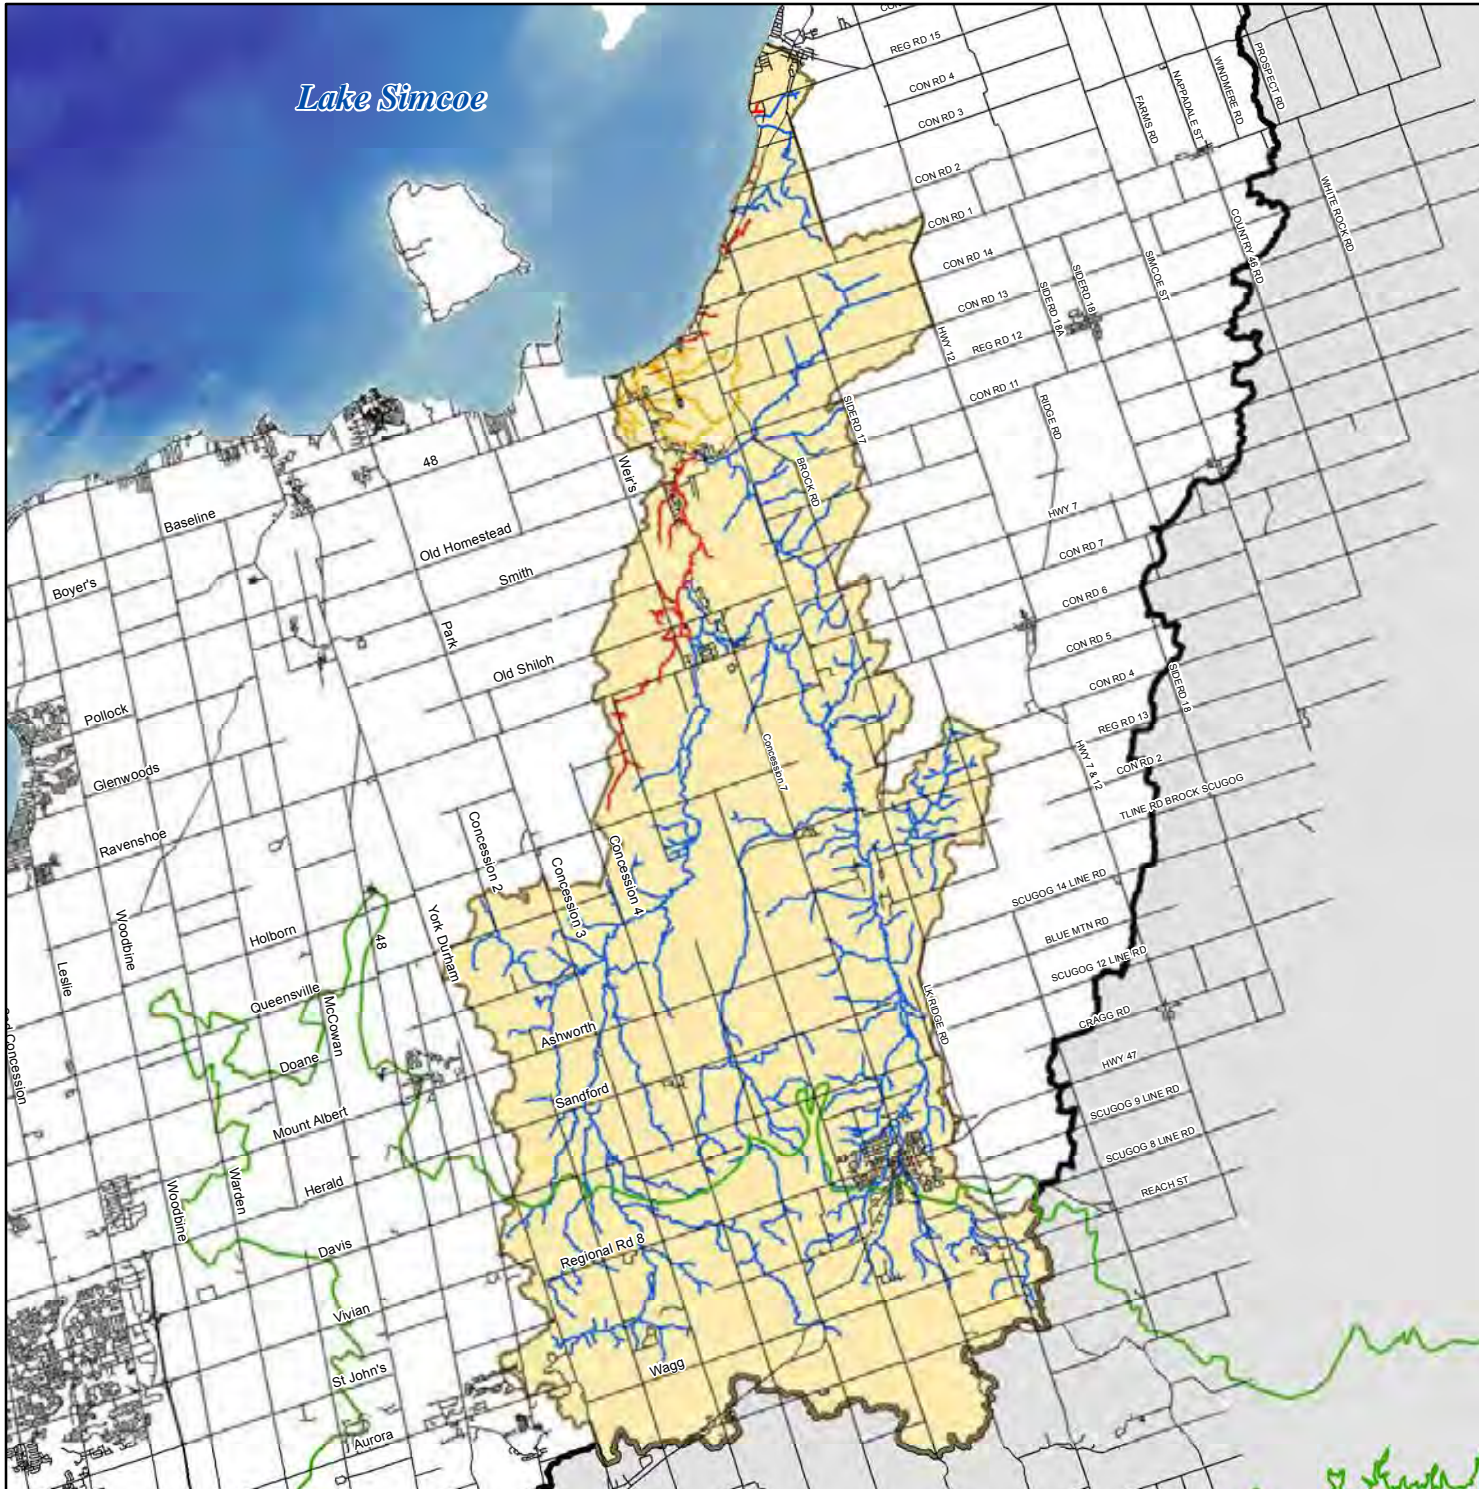 CON RD 4
REG RD 15
CON RD 4
CON RD 3
CON RD 2
CON RD 1
CON RD 14
CON RD 13
REG RD 12
CON RD 11
PROSPECT RD
WINDMERE RD
NAPPADALE ST
FARMS RD
WHITE ROCK RD
COUNTRY 46 RD
SIMCOE ST
SIDERD 18
SIDERD 18A
HWY 12
Lake Simcoe
SIDERD 17
RIDGE RD
BROCK RD
Weir's
48
Baseline
Old Homestead
Smith
Boyer's
Park
Old Shiloh
Pollock
Glenwoods
Ravenshoe
HWY 7
CON RD 7
CON RD 6
CON RD 5
CON RD 4
REG RD 13
CON RD 2
SIDERD 18
HWY 7 & 12
TLINE RD BROCK SCUGOG
Concession 7
Concession 2
Concession 3
Concession 4
SCUGOG 14 LINE RD
BLUE MTN RD
SCUGOG 12 LINE RD
CRAGG RD
HWY 47
SCUGOG 9 LINE RD
SCUGOG 8 LINE RD
REACH ST
LK RIDGE RD
York Durham
48
Woodbine
Holborn
Leslie
Queensville
McCowan
Doane
Concession
Mount Albert
Herald
Warden
Woodbine
Davis
Vivian
St John's
Aurora
Ashworth
Sandford
Regional Rd 8
Wagg